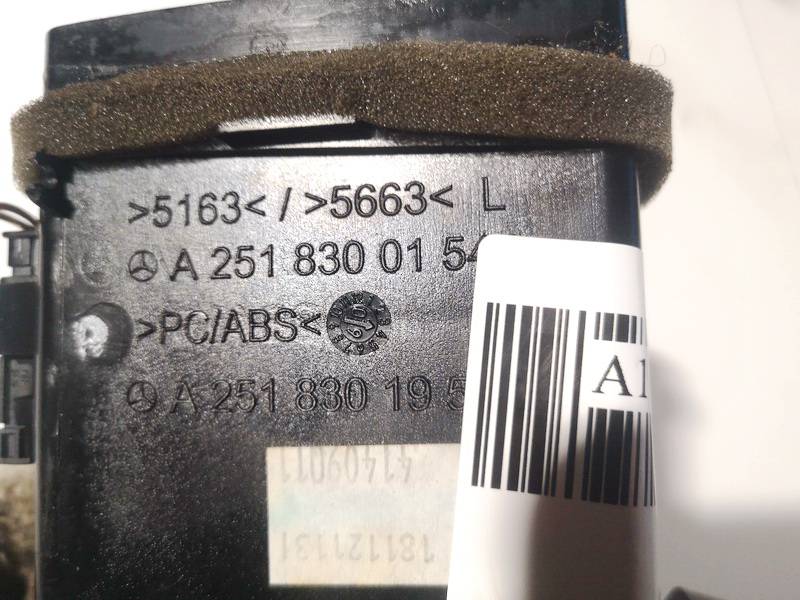 >5163< / >5663< L
A 251 830 01 54
>PC/ABS<
A 251 830 19 5
A1
41409011
181121131